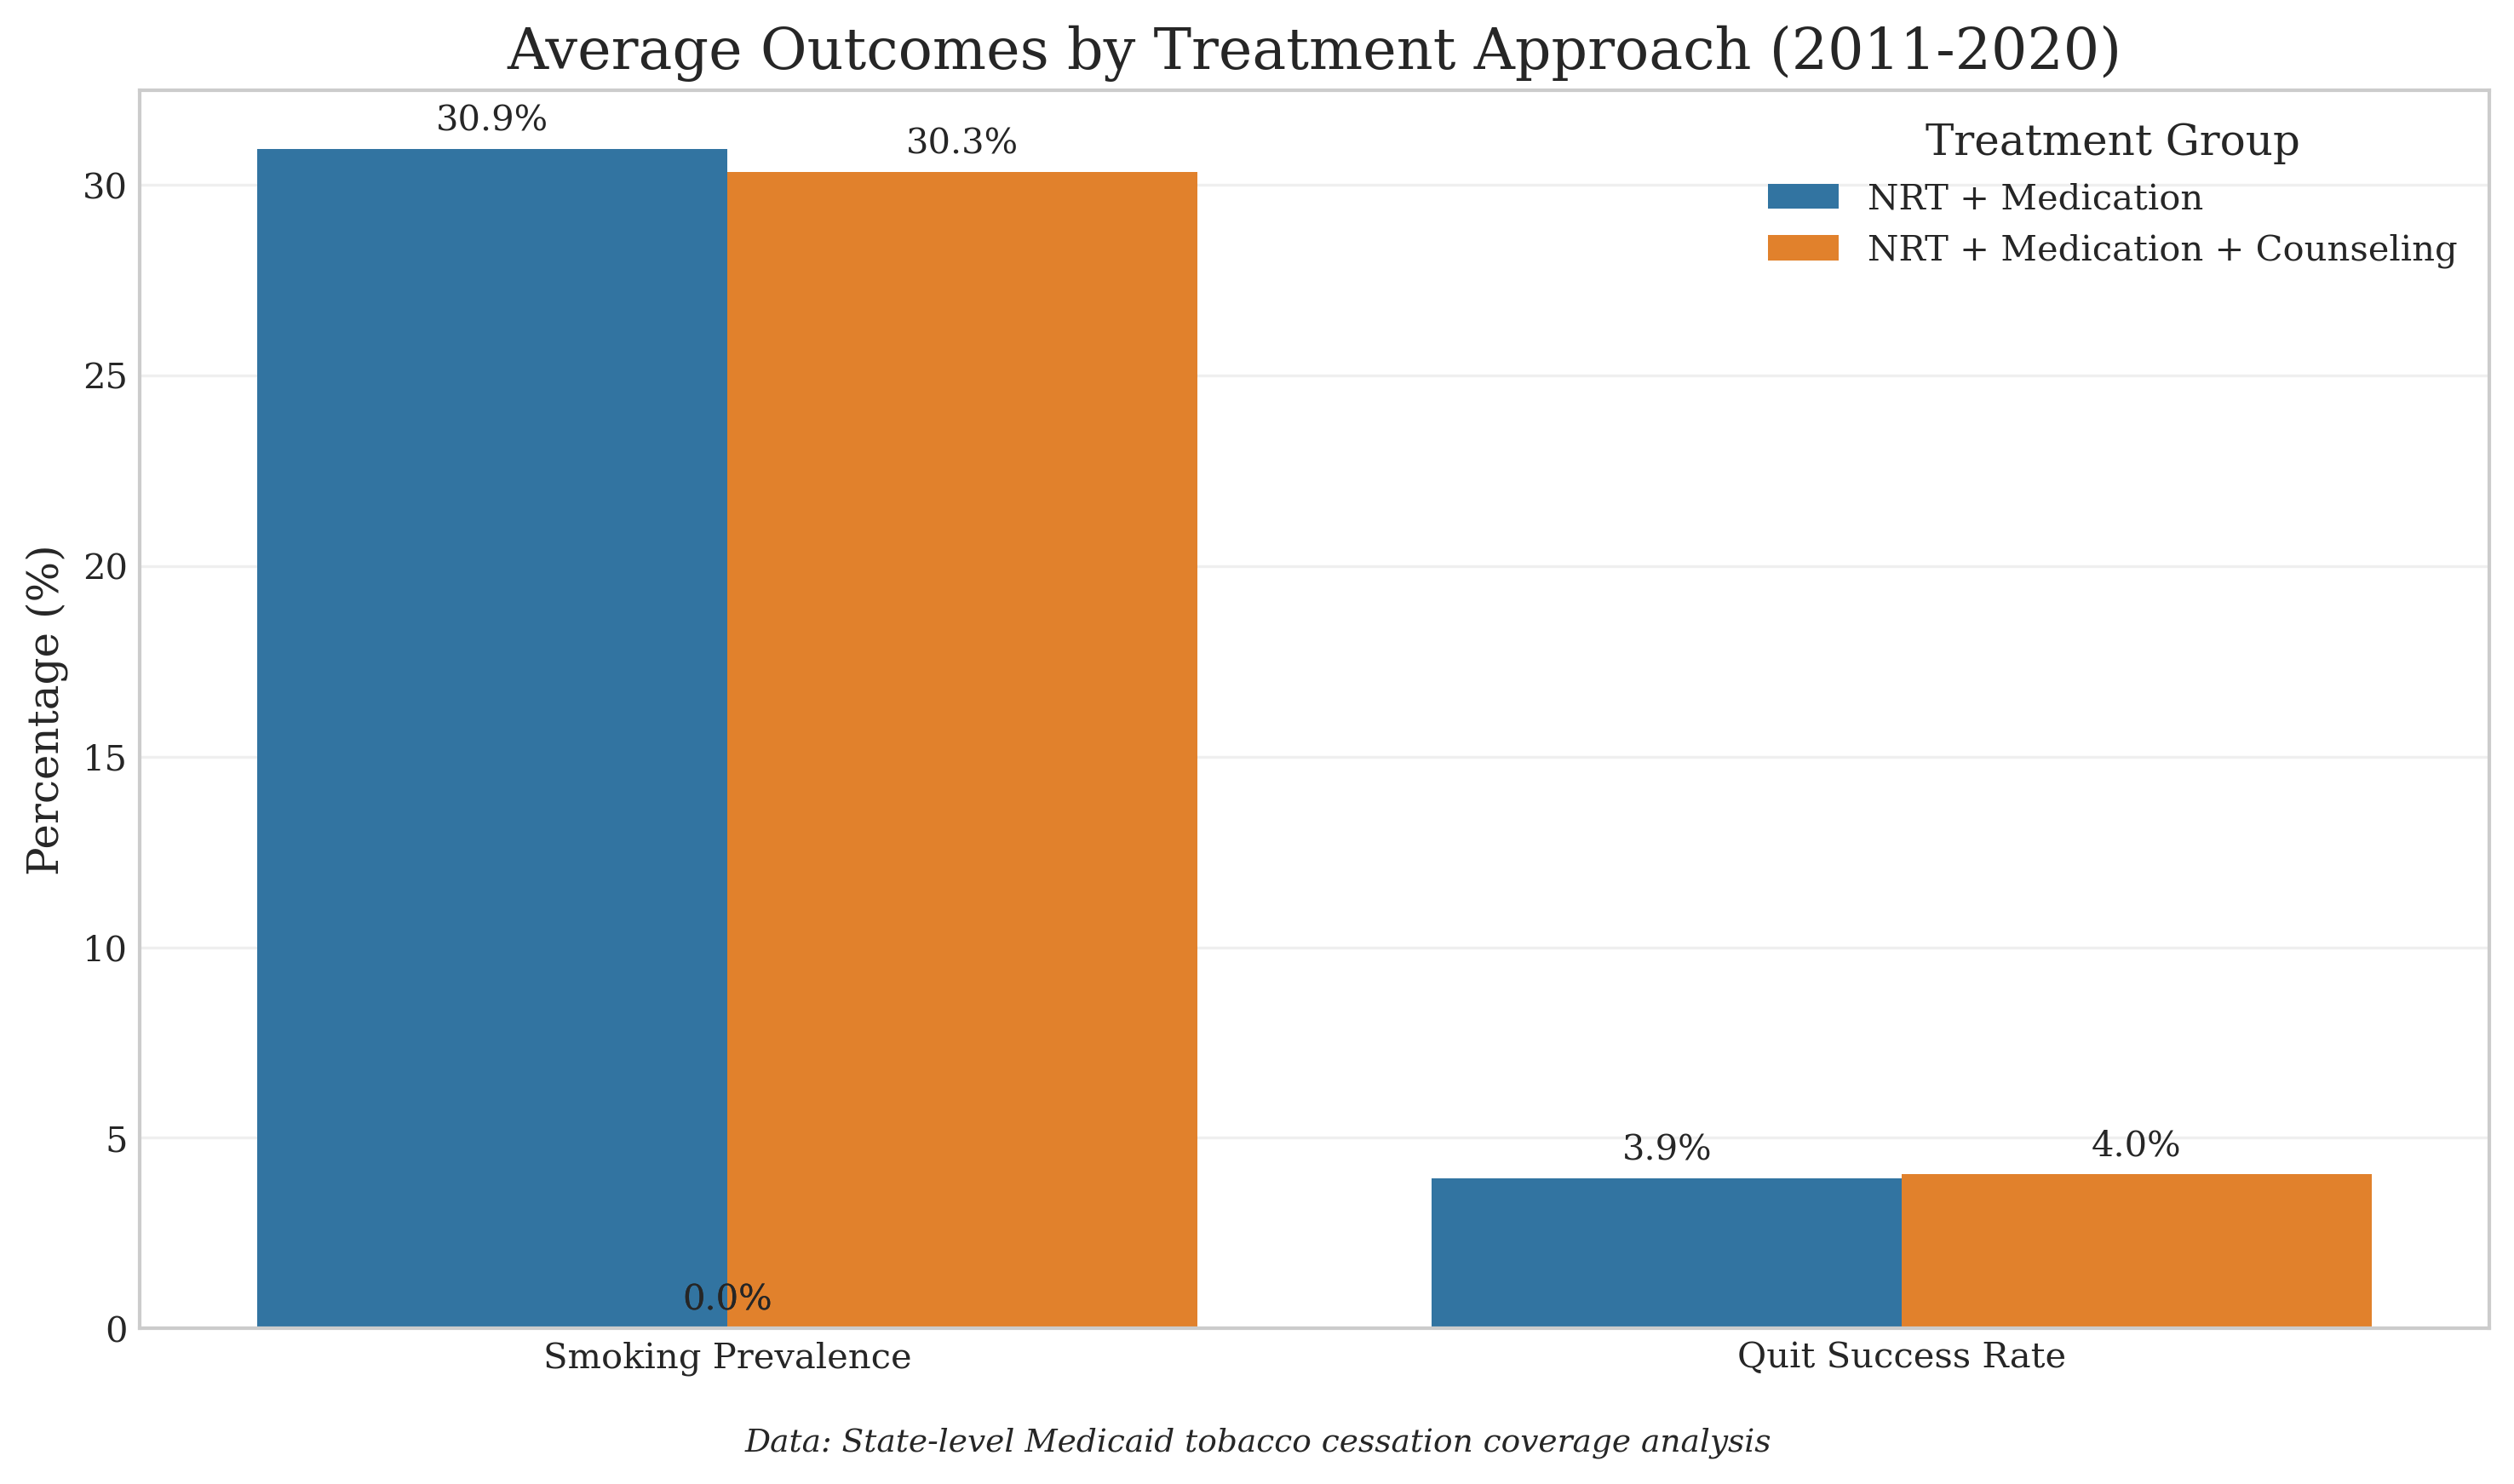 Average Outcomes by Treatment Approach (2011-2020)
30.9%
30.3%
Treatment Group
NRT + Medication
NRT + Medication + Counseling
Percentage (%)
30
25
20
15
10
5
0
3.9%
4.0%
0.0%
Smoking Prevalence
Quit Success Rate
Data: State-level Medicaid tobacco cessation coverage analysis